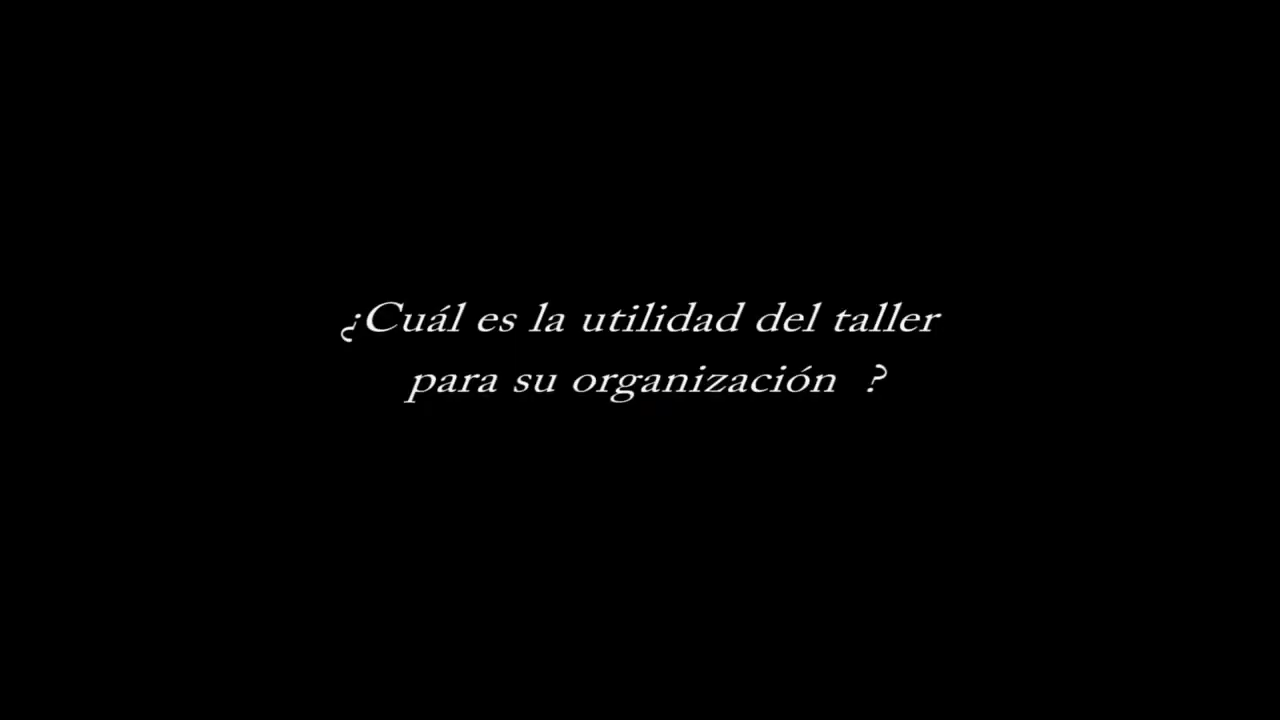 ¿Cuál es la utilidad del taller
para su organización  ?